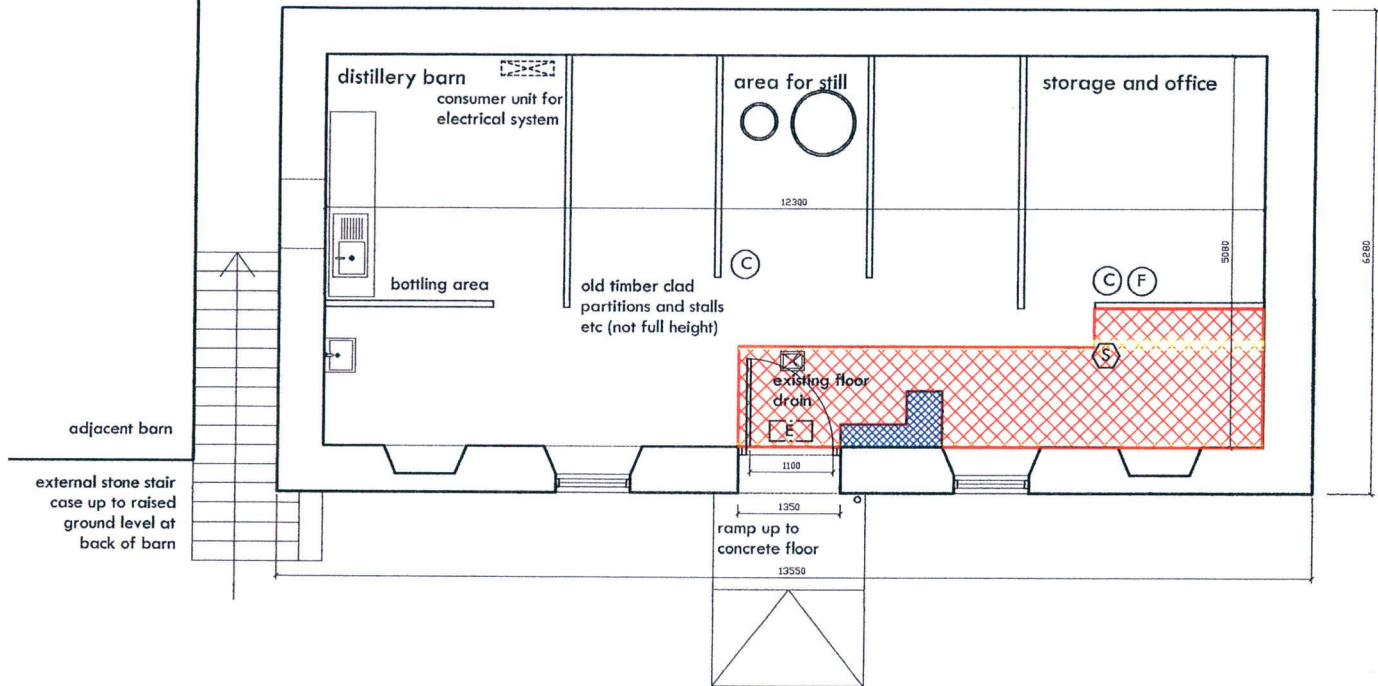 distillery barn
consumer unit for
electrical system
area for still
storage and office
12300
5080
6280
bottling area
old timber clad
partitions and stalls
etc (not full height)
C
C F
S
existing floor
drain
E
adjacent barn
1100
external stone stair
case up to raised
ground level at
back of barn
1350
ramp up to
concrete floor
13550